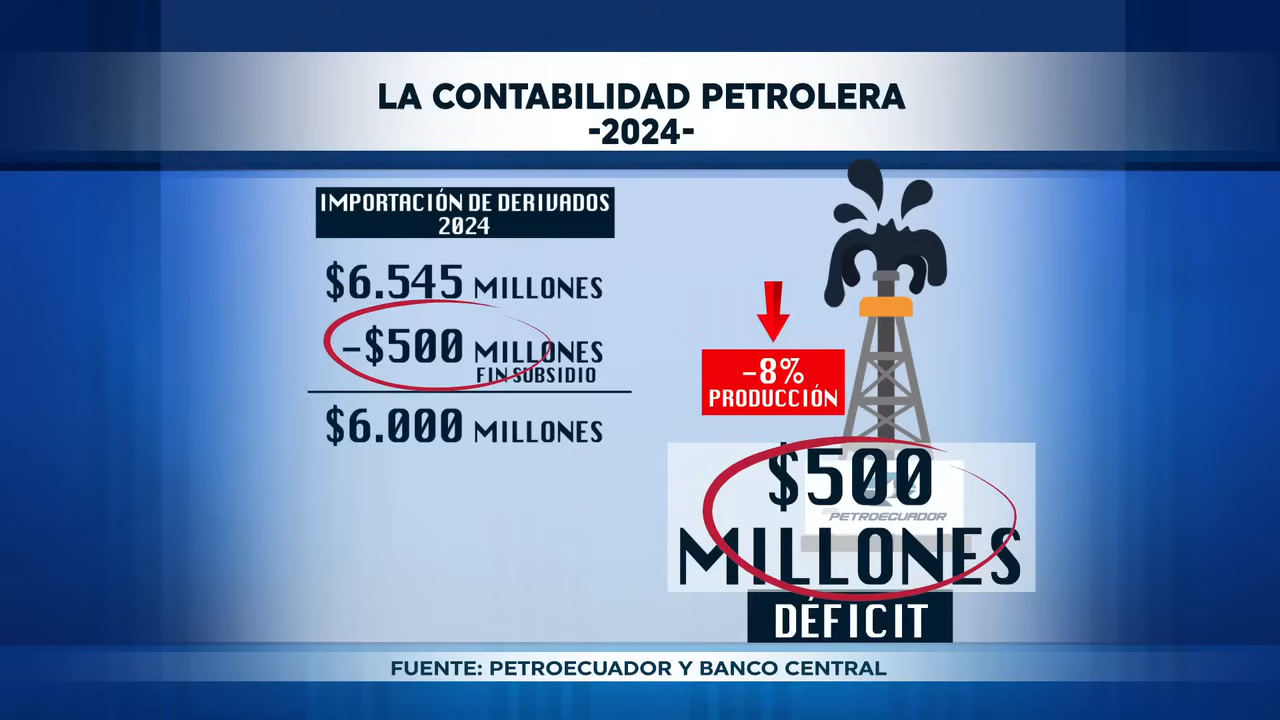 LA CONTABILIDAD PETROLERA
-2024-
IMPORTACIÓN DE DERIVADOS
2024
$6.545 MILLONES
-$500 MILLONES
FIN SUBSIDIO
$6.000 MILLONES
-8%
PRODUCCIÓN
$500
PETROECUADOR
MILLONES
DÉFICIT
FUENTE: PETROECUADOR Y BANCO CENTRAL